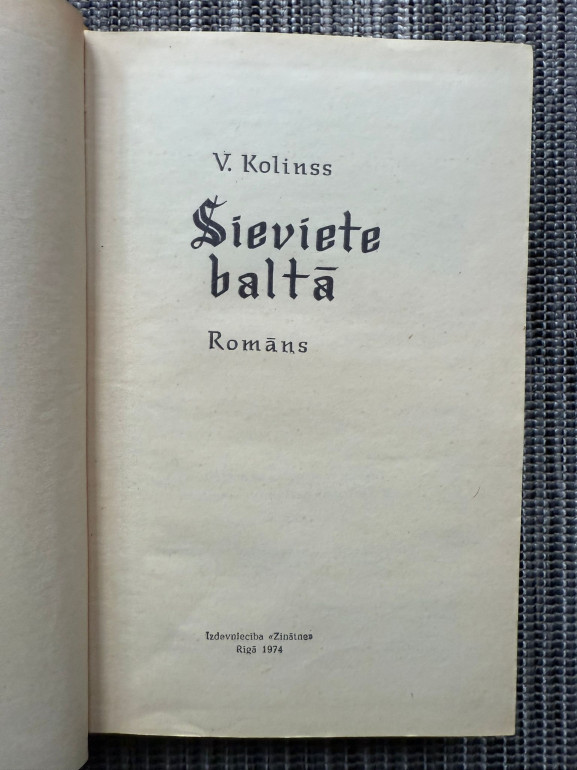 V. Kolinss
Sieviete
baltā
Romāns
Izdevniecība «Zinātne»
Rīgā 1974